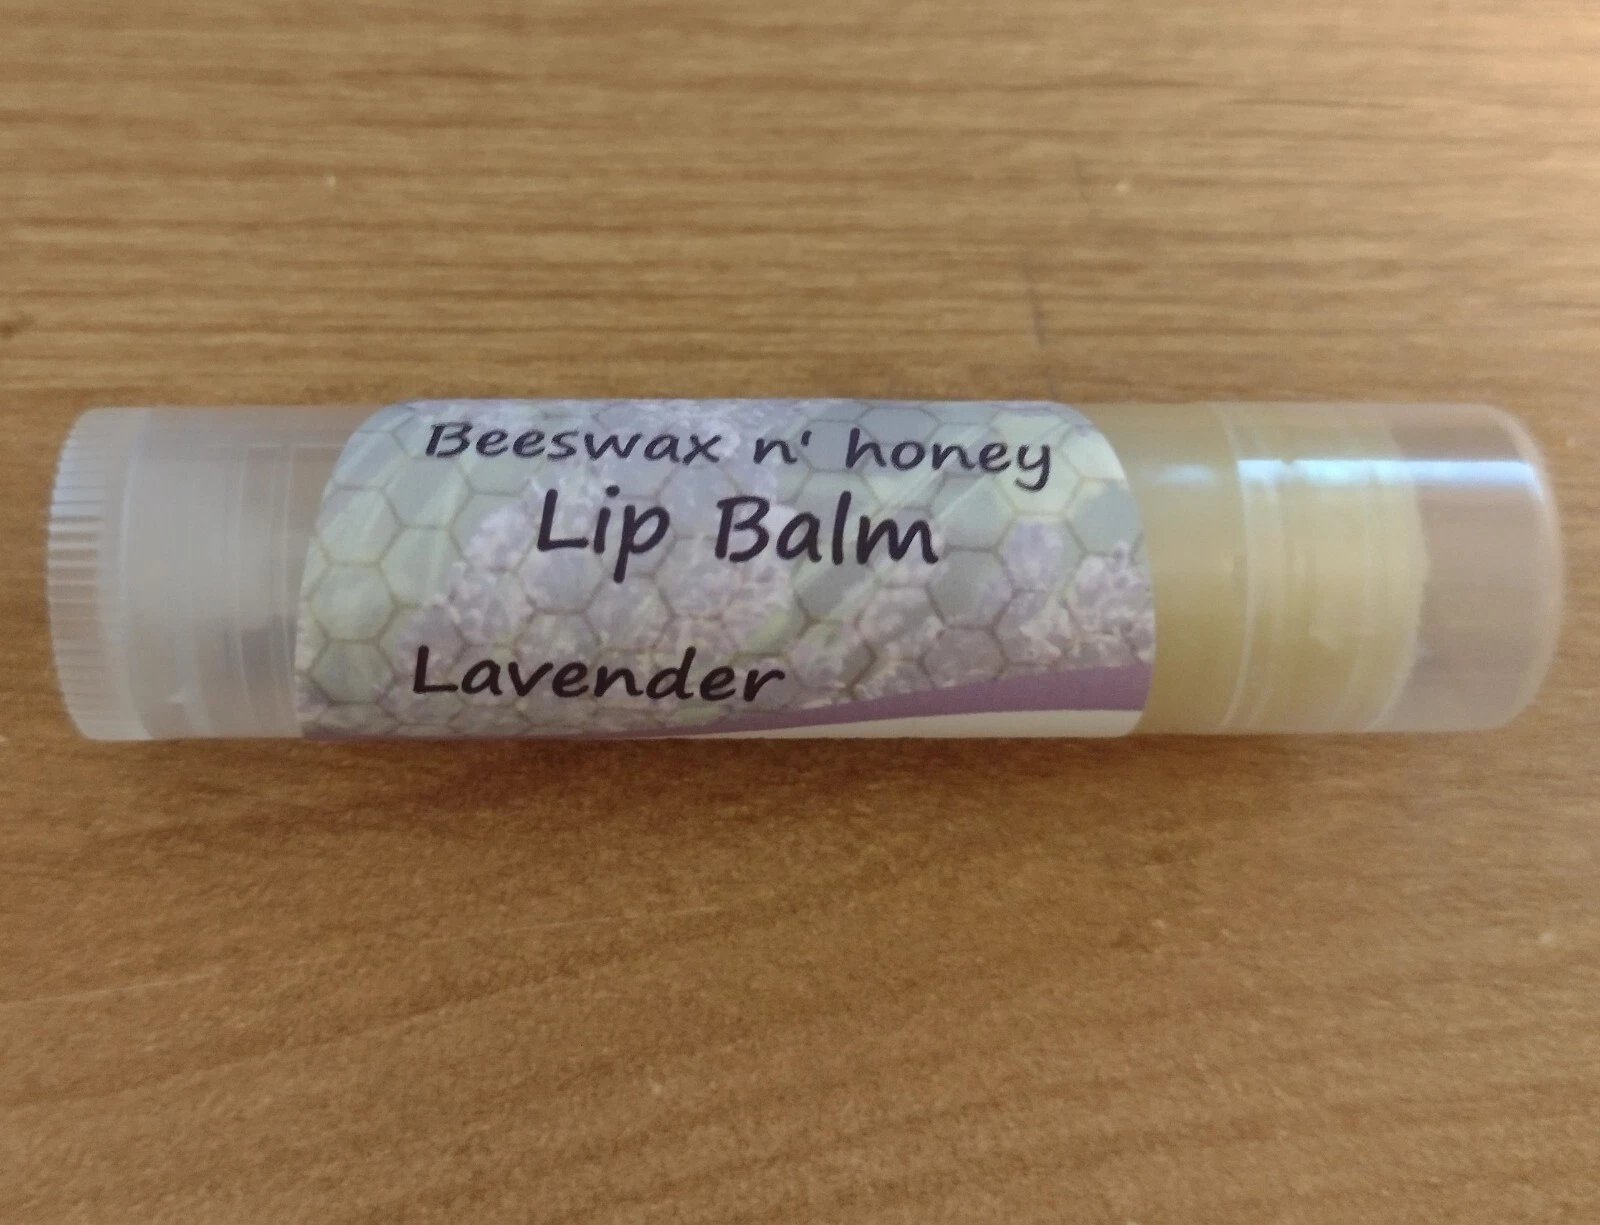 Beeswax n' honey
Lip Balm
Lavender